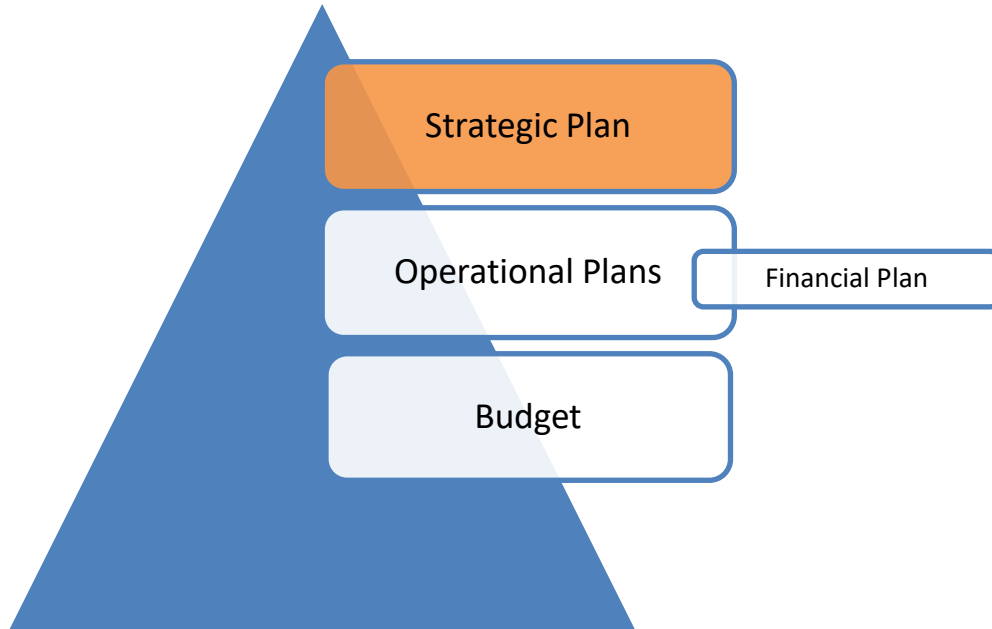 Strategic Plan
Operational Plans
Financial Plan
Budget